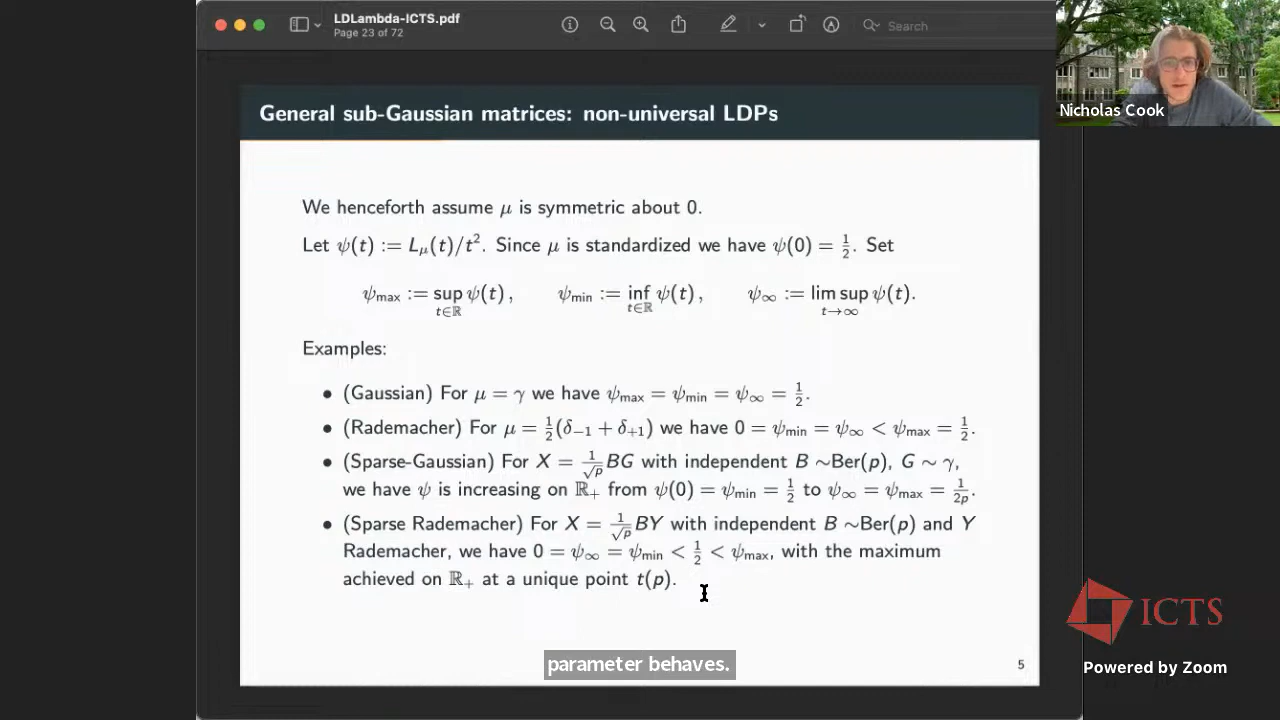 LDLambda-ICTS.pdf
Page 23 of 72
Search
Nicholas Cook
General sub-Gaussian matrices: non-universal LDPs
We henceforth assume μ is symmetric about 0.
Let ψ(t) := L_μ(t)/t². Since μ is standardized we have ψ(0) = 1/2. Set
ψ_max := sup_{t∈ℝ} ψ(t), ψ_min := inf_{t∈ℝ} ψ(t), ψ_∞ := lim sup_{t→∞} ψ(t).
Examples:
• (Gaussian) For μ = γ we have ψ_max = ψ_min = ψ_∞ = 1/2.
• (Rademacher) For μ = 1/2(δ_{−1} + δ_{+1}) we have 0 = ψ_min = ψ_∞ < ψ_max = 1/2.
• (Sparse-Gaussian) For X = 1/√p BG with independent B ∼Ber(p), G ∼ γ,
we have ψ is increasing on ℝ₊ from ψ(0) = ψ_min = 1/2 to ψ_∞ = ψ_max = 1/2p.
• (Sparse Rademacher) For X = 1/√p BY with independent B ∼Ber(p) and Y
Rademacher, we have 0 = ψ_∞ = ψ_min < 1/2 < ψ_max, with the maximum
achieved on ℝ₊ at a unique point t(p).
ICTS
parameter behaves.
5
Powered by Zoom